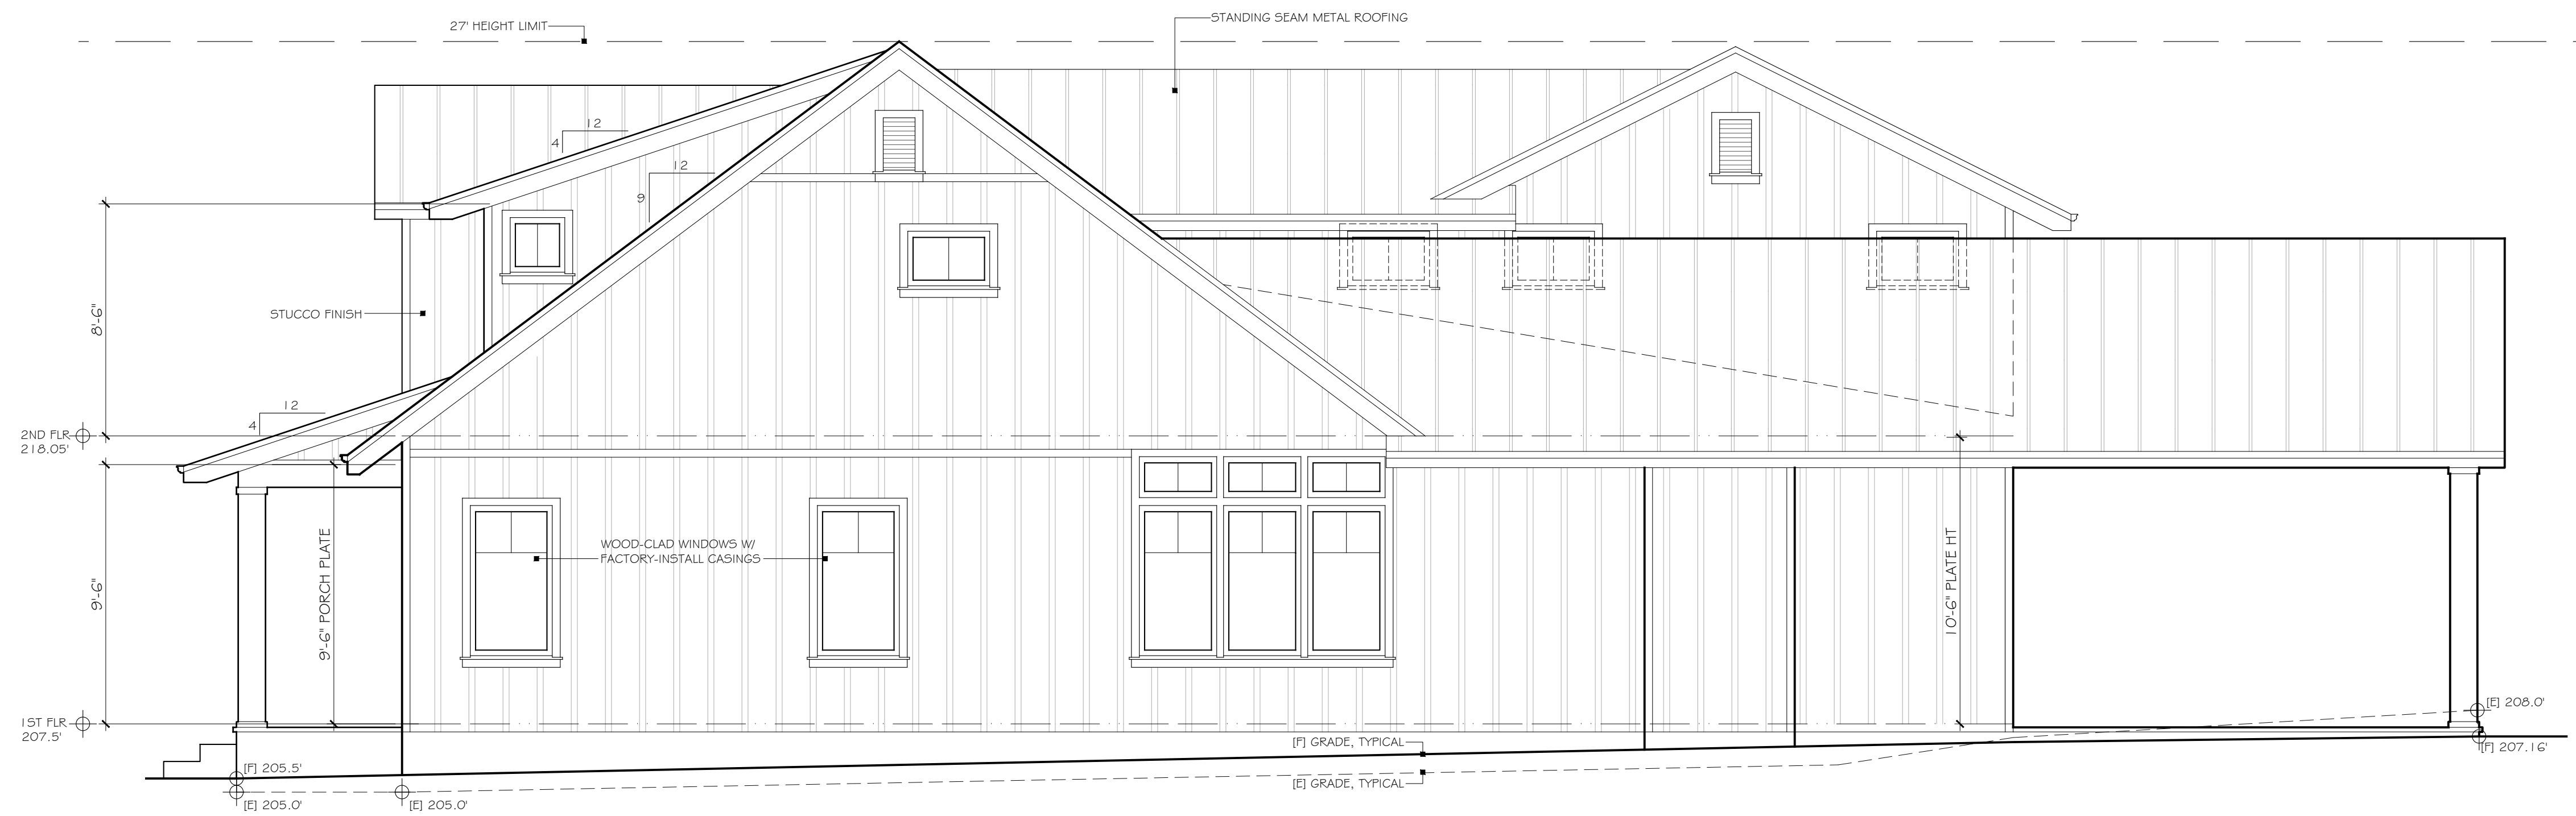 27' HEIGHT LIMIT
STANDING SEAM METAL ROOFING
12
4
12
9
8'-6"
STUCCO FINISH
12
4
2ND FLR
218.05'
9'-6"
9'-6" PORCH PLATE
WOOD-CLAD WINDOWS W/
FACTORY-INSTALL CASINGS
10'-6" PLATE HT
1ST FLR
207.5'
[E] 208.0'
[F] GRADE, TYPICAL
[F] 207.16'
[F] 205.5'
[E] GRADE, TYPICAL
[E] 205.0'
[E] 205.0'